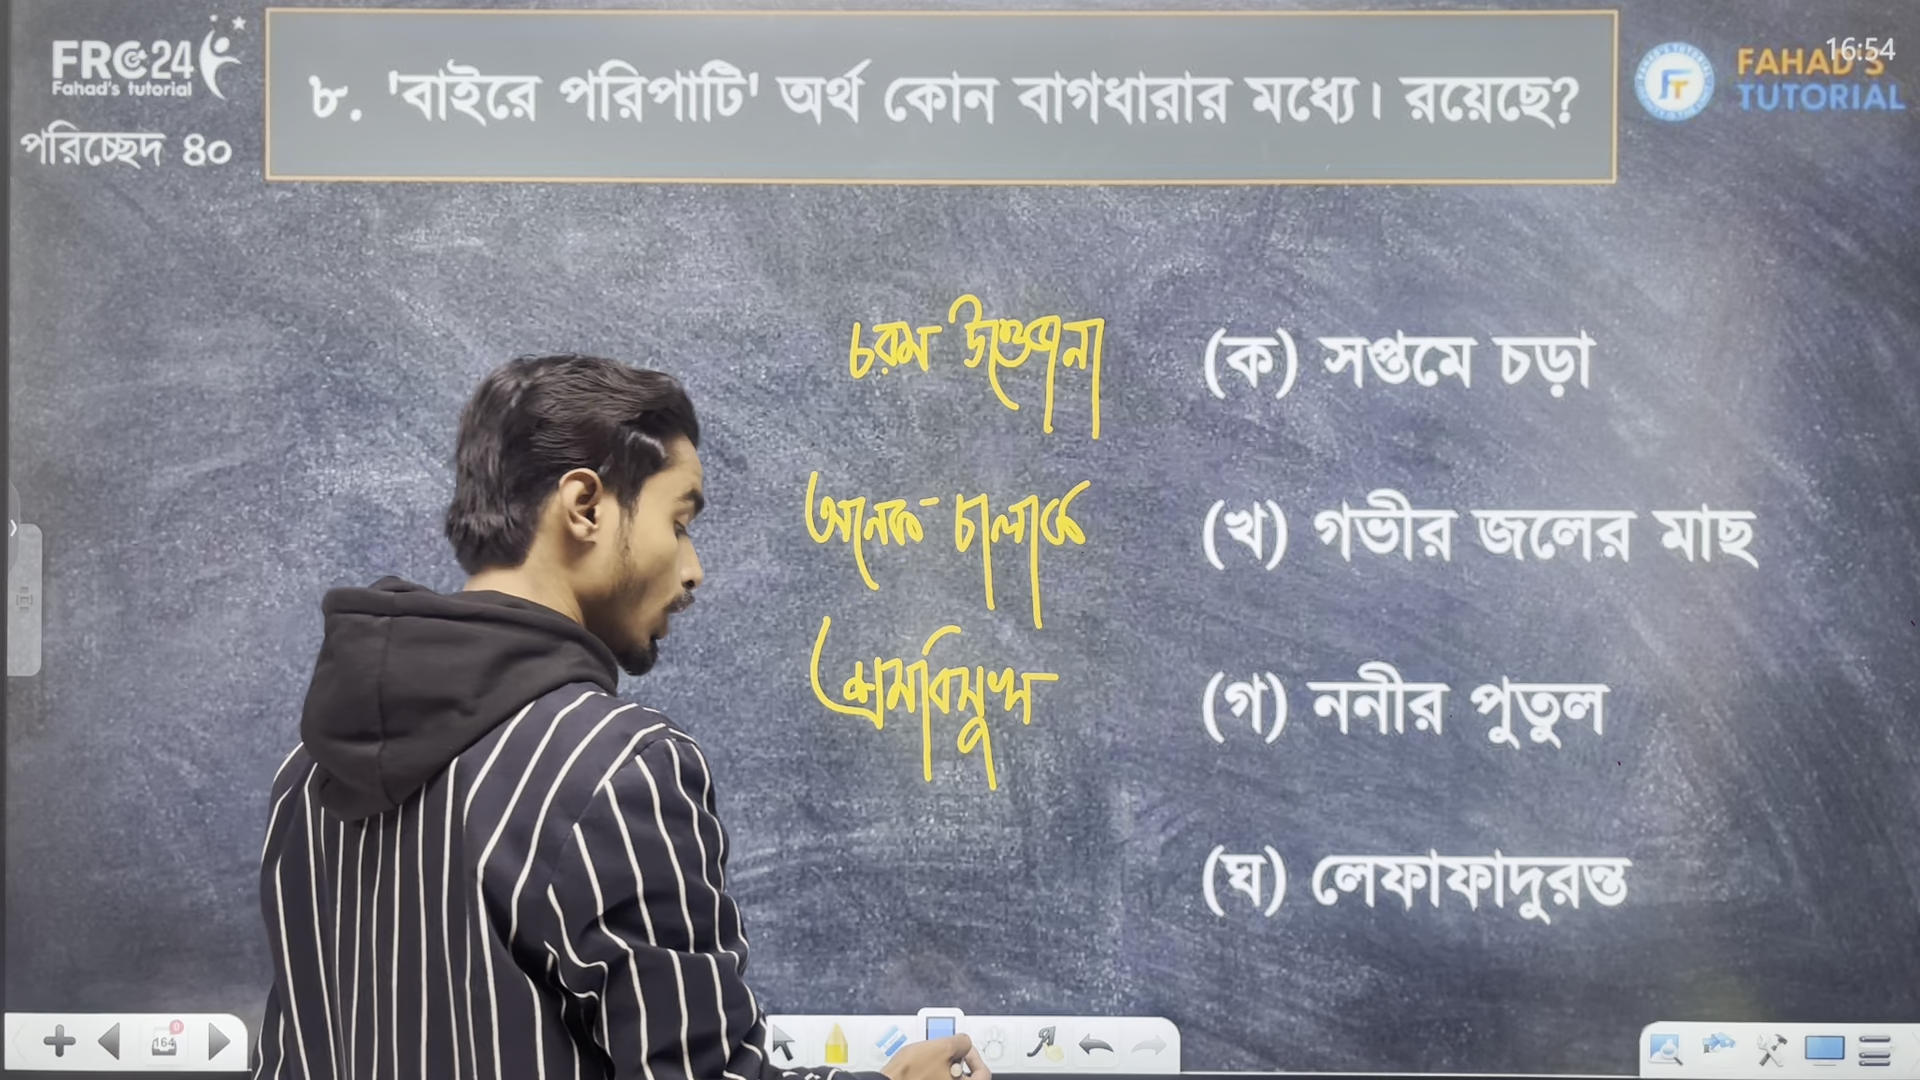 FRC24
Fahad's tutorial
পরিচ্ছেদ ৪০
৮. 'বাইরে পরিপাটি' অর্থ কোন বাগধারার মধ্যে। রয়েছে?
16:54
FAHAD'S
TUTORIAL
চরম উত্তেজনা
(ক) সপ্তমে চড়া
অনেক চালাক
(খ) গভীর জলের মাছ
শ্রমবিমুখ
(গ) ননীর পুতুল
(ঘ) লেফাফাদুরস্ত
164
0